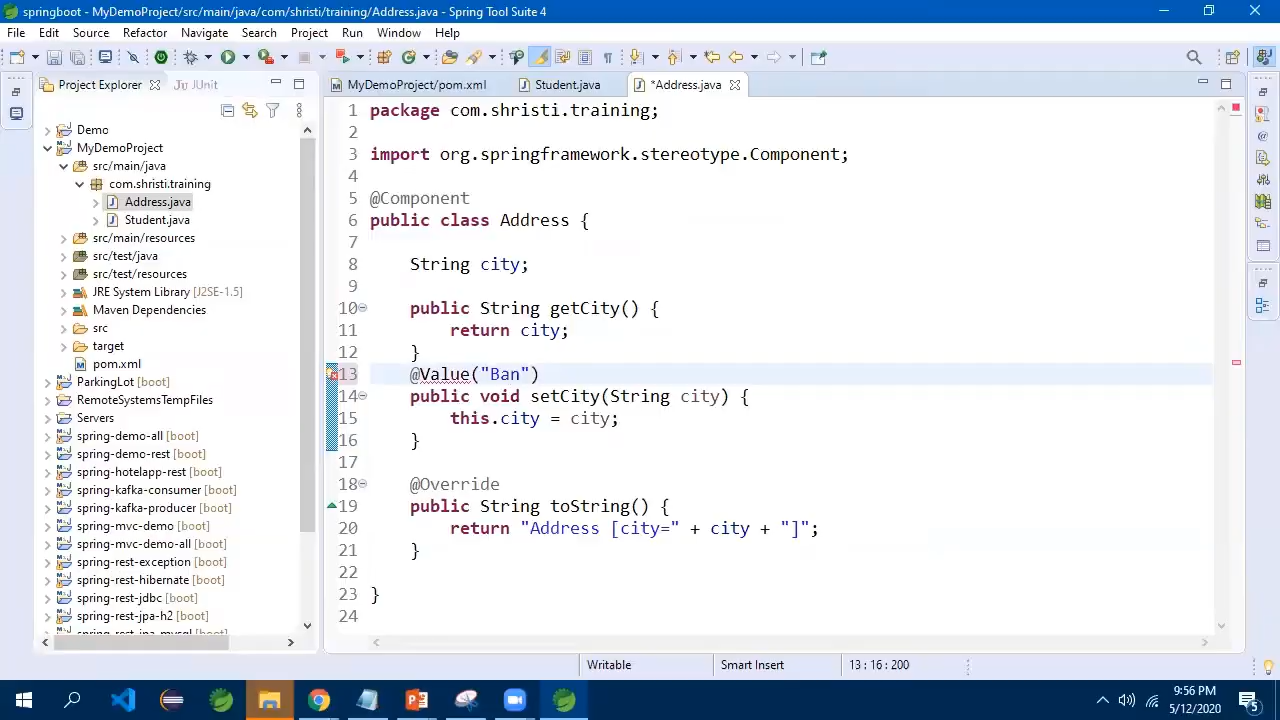 springboot - MyDemoProject/src/main/java/com/shristi/training/Address.java - Spring Tool Suite 4
File Edit Source Refactor Navigate Search Project Run Window Help
Project Explorer JUnit
MyDemoProject/pom.xml Student.java *Address.java
Demo
MyDemoProject
src/main/java
com.shristi.training
Address.java
Student.java
src/main/resources
src/test/java
src/test/resources
JRE System Library [J2SE-1.5]
Maven Dependencies
src
target
pom.xml
ParkingLot [boot]
RemoteSystemsTempFiles
Servers
spring-demo-all [boot]
spring-demo-rest [boot]
spring-hotelapp-rest [boot]
spring-kafka-consumer [boot]
spring-kafka-producer [boot]
spring-mvc-demo [boot]
spring-mvc-demo-all [boot]
spring-rest-exception [boot]
spring-rest-hibernate [boot]
spring-rest-jdbc [boot]
spring-rest-jpa-h2 [boot]
spring-rest-jpa-mysql [boot]
1 package com.shristi.training;
2
3 import org.springframework.stereotype.Component;
4
5 @Component
6 public class Address {
7
8 String city;
9
10 public String getCity() {
11 return city;
12 }
13 @Value("Ban")
14 public void setCity(String city) {
15 this.city = city;
16 }
17
18 @Override
19 public String toString() {
20 return "Address [city=" + city + "]";
21 }
22
23 }
24
Writable Smart Insert 13 : 16 : 200
9:56 PM
5/12/2020
5